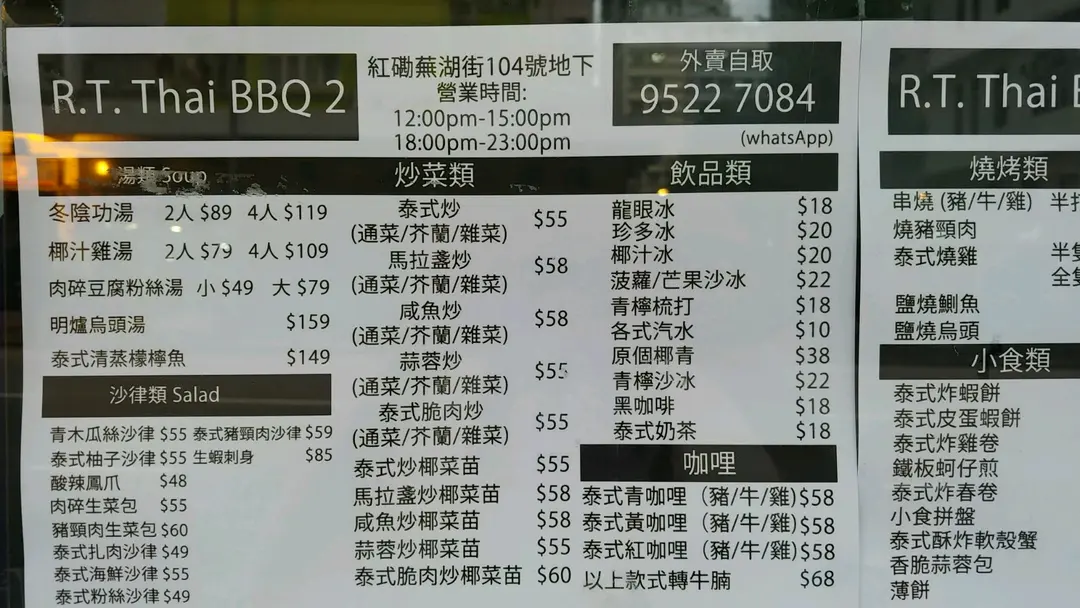 R.T. Thai BBQ 2
紅磡蕪湖街104號地下
營業時間:
12:00pm-15:00pm
18:00pm-23:00pm
外賣自取
9522 7084
(whatsApp)
湯類 Soup
冬陰功湯 2人 $89 4人 $119
椰汁雞湯 2人 $79 4人 $109
肉碎豆腐粉絲湯 小 $49 大 $79
明爐烏頭湯 $159
泰式清蒸檬檸魚 $149
沙律類 Salad
青木瓜絲沙律 $55 泰式豬頸肉沙律 $59
泰式柚子沙律 $55 生蝦刺身 $85
酸辣鳳爪 $48
肉碎生菜包 $55
豬頸肉生菜包 $60
泰式扎肉沙律 $49
泰式海鮮沙律 $55
泰式粉絲沙律 $49
炒菜類
泰式炒 $55
(通菜/芥蘭/雜菜)
馬拉盞炒 $58
(通菜/芥蘭/雜菜)
咸魚炒 $58
(通菜/芥蘭/雜菜)
蒜蓉炒 $55
(通菜/芥蘭/雜菜)
泰式脆肉炒 $55
(通菜/芥蘭/雜菜)
泰式炒椰菜苗 $55
馬拉盞炒椰菜苗 $58
咸魚炒椰菜苗 $58
蒜蓉炒椰菜苗 $55
泰式脆肉炒椰菜苗 $60
飲品類
龍眼冰 $18
珍多冰 $20
椰汁冰 $20
菠蘿/芒果沙冰 $22
青檸梳打 $18
各式汽水 $10
原個椰青 $38
青檸沙冰 $22
黑咖啡 $18
泰式奶茶 $18
咖哩
泰式青咖哩 (豬/牛/雞) $58
泰式黃咖哩 (豬/牛/雞) $58
泰式紅咖哩 (豬/牛/雞) $58
以上款式轉牛腩 $68
R.T. Thai
燒烤類
串燒 (豬/牛/雞) 半打
燒豬頸肉
泰式燒雞 半隻
全隻
鹽燒鰂魚
鹽燒烏頭
小食類
泰式炸蝦餅
泰式皮蛋蝦餅
泰式炸雞卷
鐵板蚵仔煎
泰式炸春卷
小食拼盤
泰式酥炸軟殼蟹
香脆蒜蓉包
薄餅